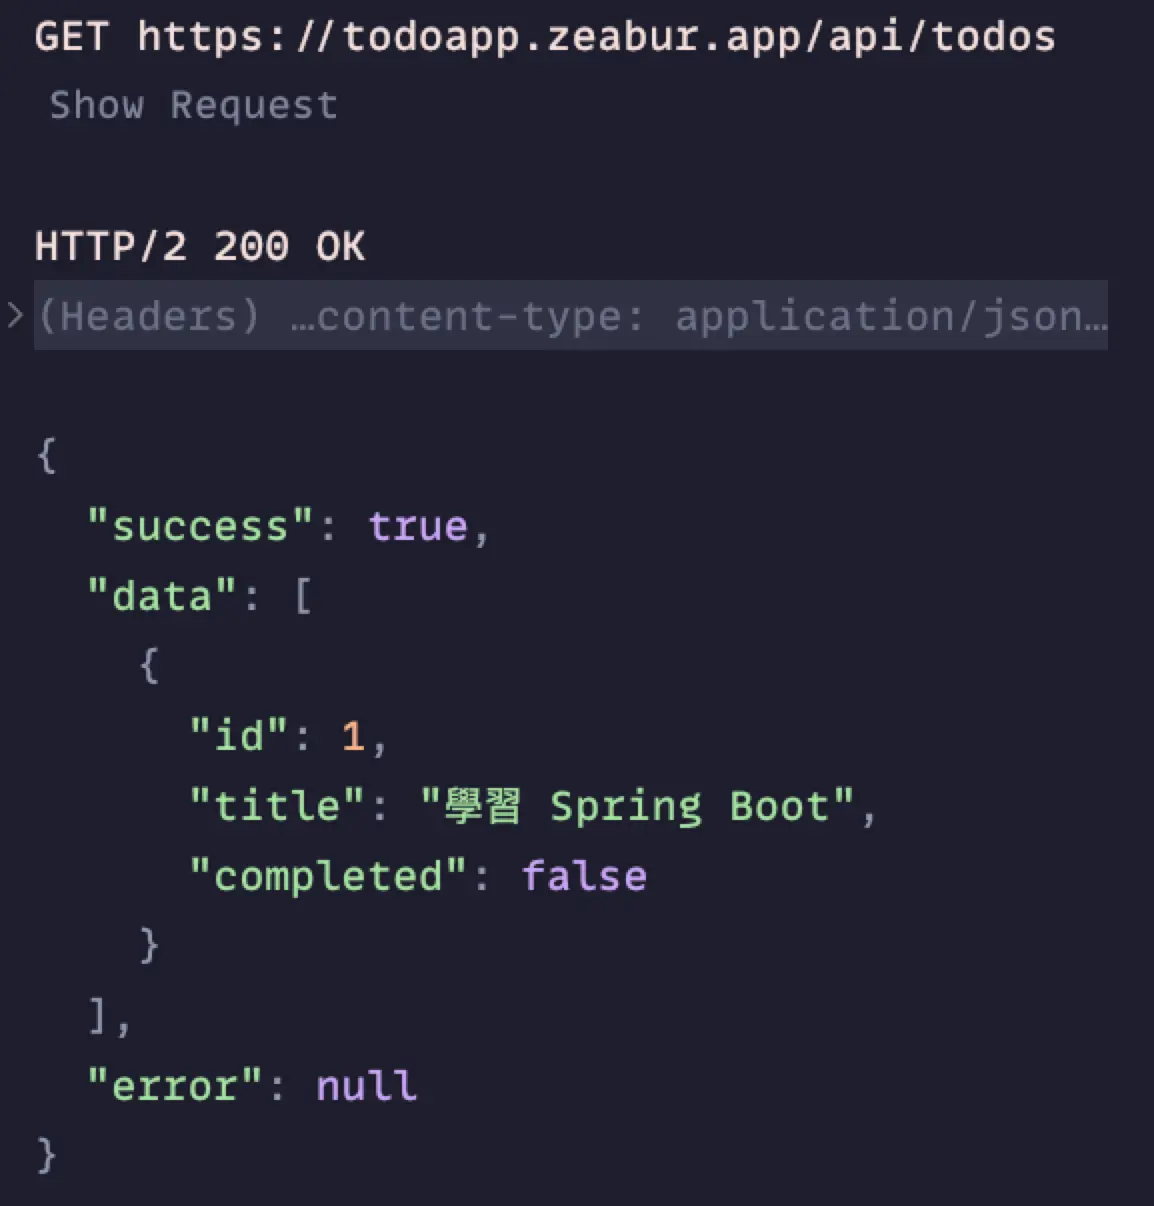 GET https://todoapp.zeabur.app/api/todos
Show Request
HTTP/2 200 OK
(Headers) …content-type: application/json…
{
"success": true,
"data": [
{
"id": 1,
"title": "學習 Spring Boot",
"completed": false
}
],
"error": null
}